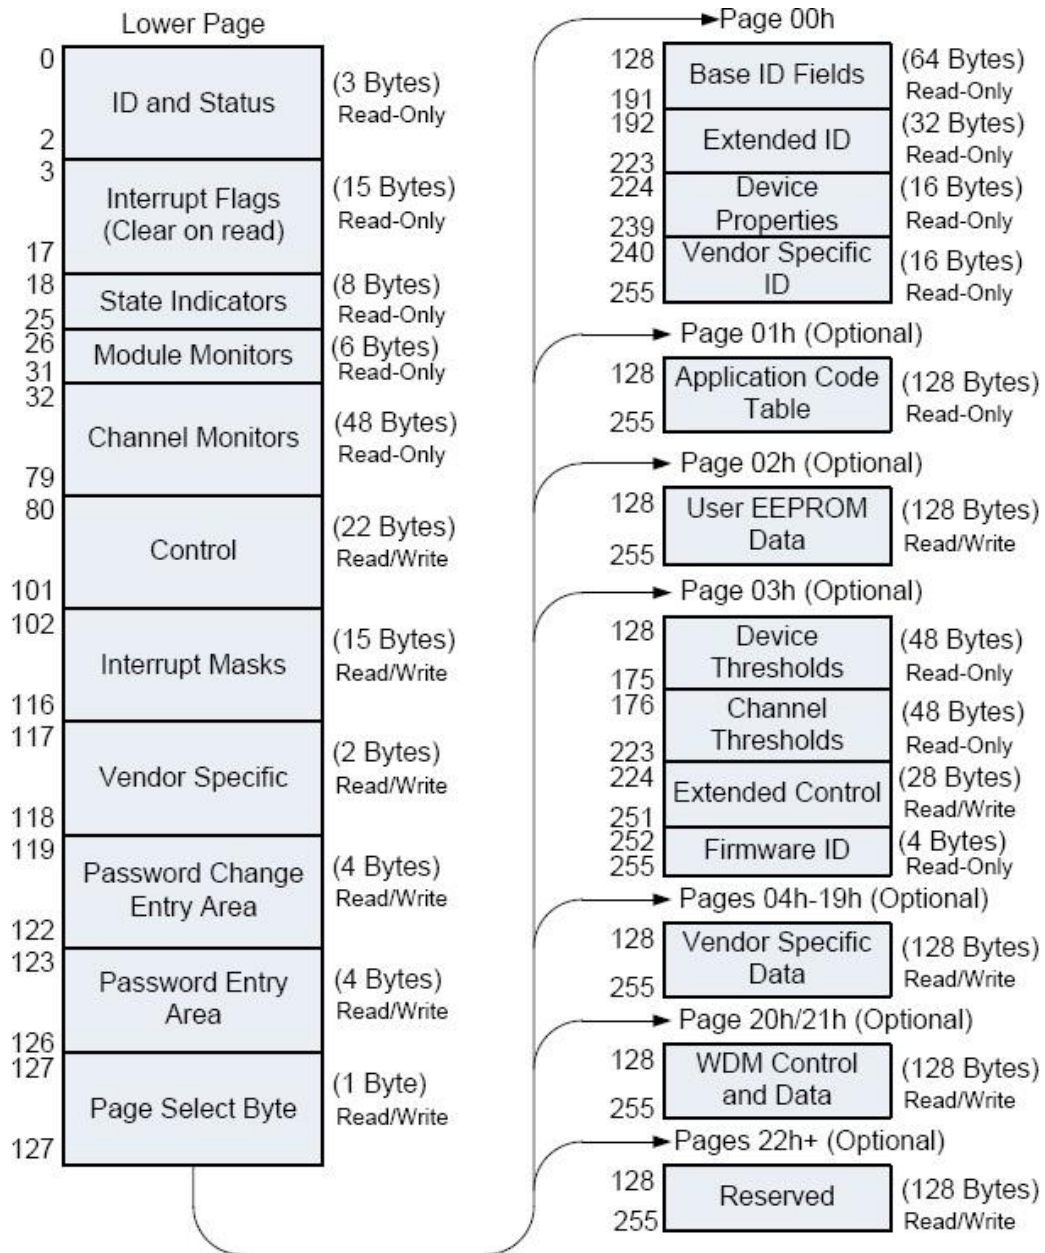 Lower Page
0
ID and Status
2
(3 Bytes)
Read-Only
3
Interrupt Flags
(Clear on read)
17
(15 Bytes)
Read-Only
18
State Indicators
25
(8 Bytes)
Read-Only
26
Module Monitors
31
(6 Bytes)
Read-Only
32
Channel Monitors
79
(48 Bytes)
Read-Only
80
Control
101
(22 Bytes)
Read/Write
102
Interrupt Masks
116
(15 Bytes)
Read/Write
117
Vendor Specific
118
(2 Bytes)
Read/Write
119
Password Change
Entry Area
122
(4 Bytes)
Read/Write
123
Password Entry
Area
126
(4 Bytes)
Read/Write
127
Page Select Byte
127
(1 Byte)
Read/Write
Page 00h
128
Base ID Fields
191
(64 Bytes)
Read-Only
192
Extended ID
223
(32 Bytes)
Read-Only
224
Device
Properties
239
(16 Bytes)
Read-Only
240
Vendor Specific
ID
255
(16 Bytes)
Read-Only
Page 01h (Optional)
128
Application Code
Table
255
(128 Bytes)
Read-Only
Page 02h (Optional)
128
User EEPROM
Data
255
(128 Bytes)
Read/Write
Page 03h (Optional)
128
Device
Thresholds
175
(48 Bytes)
Read-Only
176
Channel
Thresholds
223
(48 Bytes)
Read-Only
224
Extended Control
251
(28 Bytes)
Read/Write
252
Firmware ID
255
(4 Bytes)
Read-Only
Pages 04h-19h (Optional)
128
Vendor Specific
Data
255
(128 Bytes)
Read/Write
Page 20h/21h (Optional)
128
WDM Control
and Data
255
(128 Bytes)
Read/Write
Pages 22h+ (Optional)
128
Reserved
255
(128 Bytes)
Read/Write